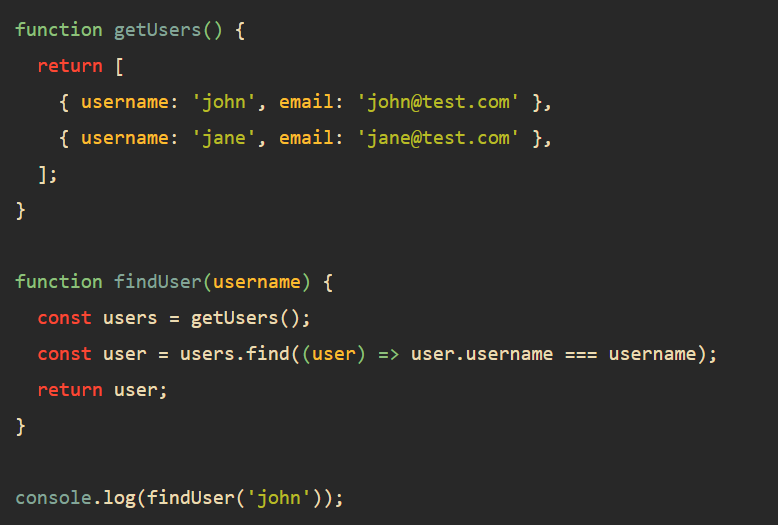 function getUsers() {
  return [
    { username: 'john', email: 'john@test.com' },
    { username: 'jane', email: 'jane@test.com' },
  ];
}

function findUser(username) {
  const users = getUsers();
  const user = users.find((user) => user.username === username);
  return user;
}

console.log(findUser('john'));